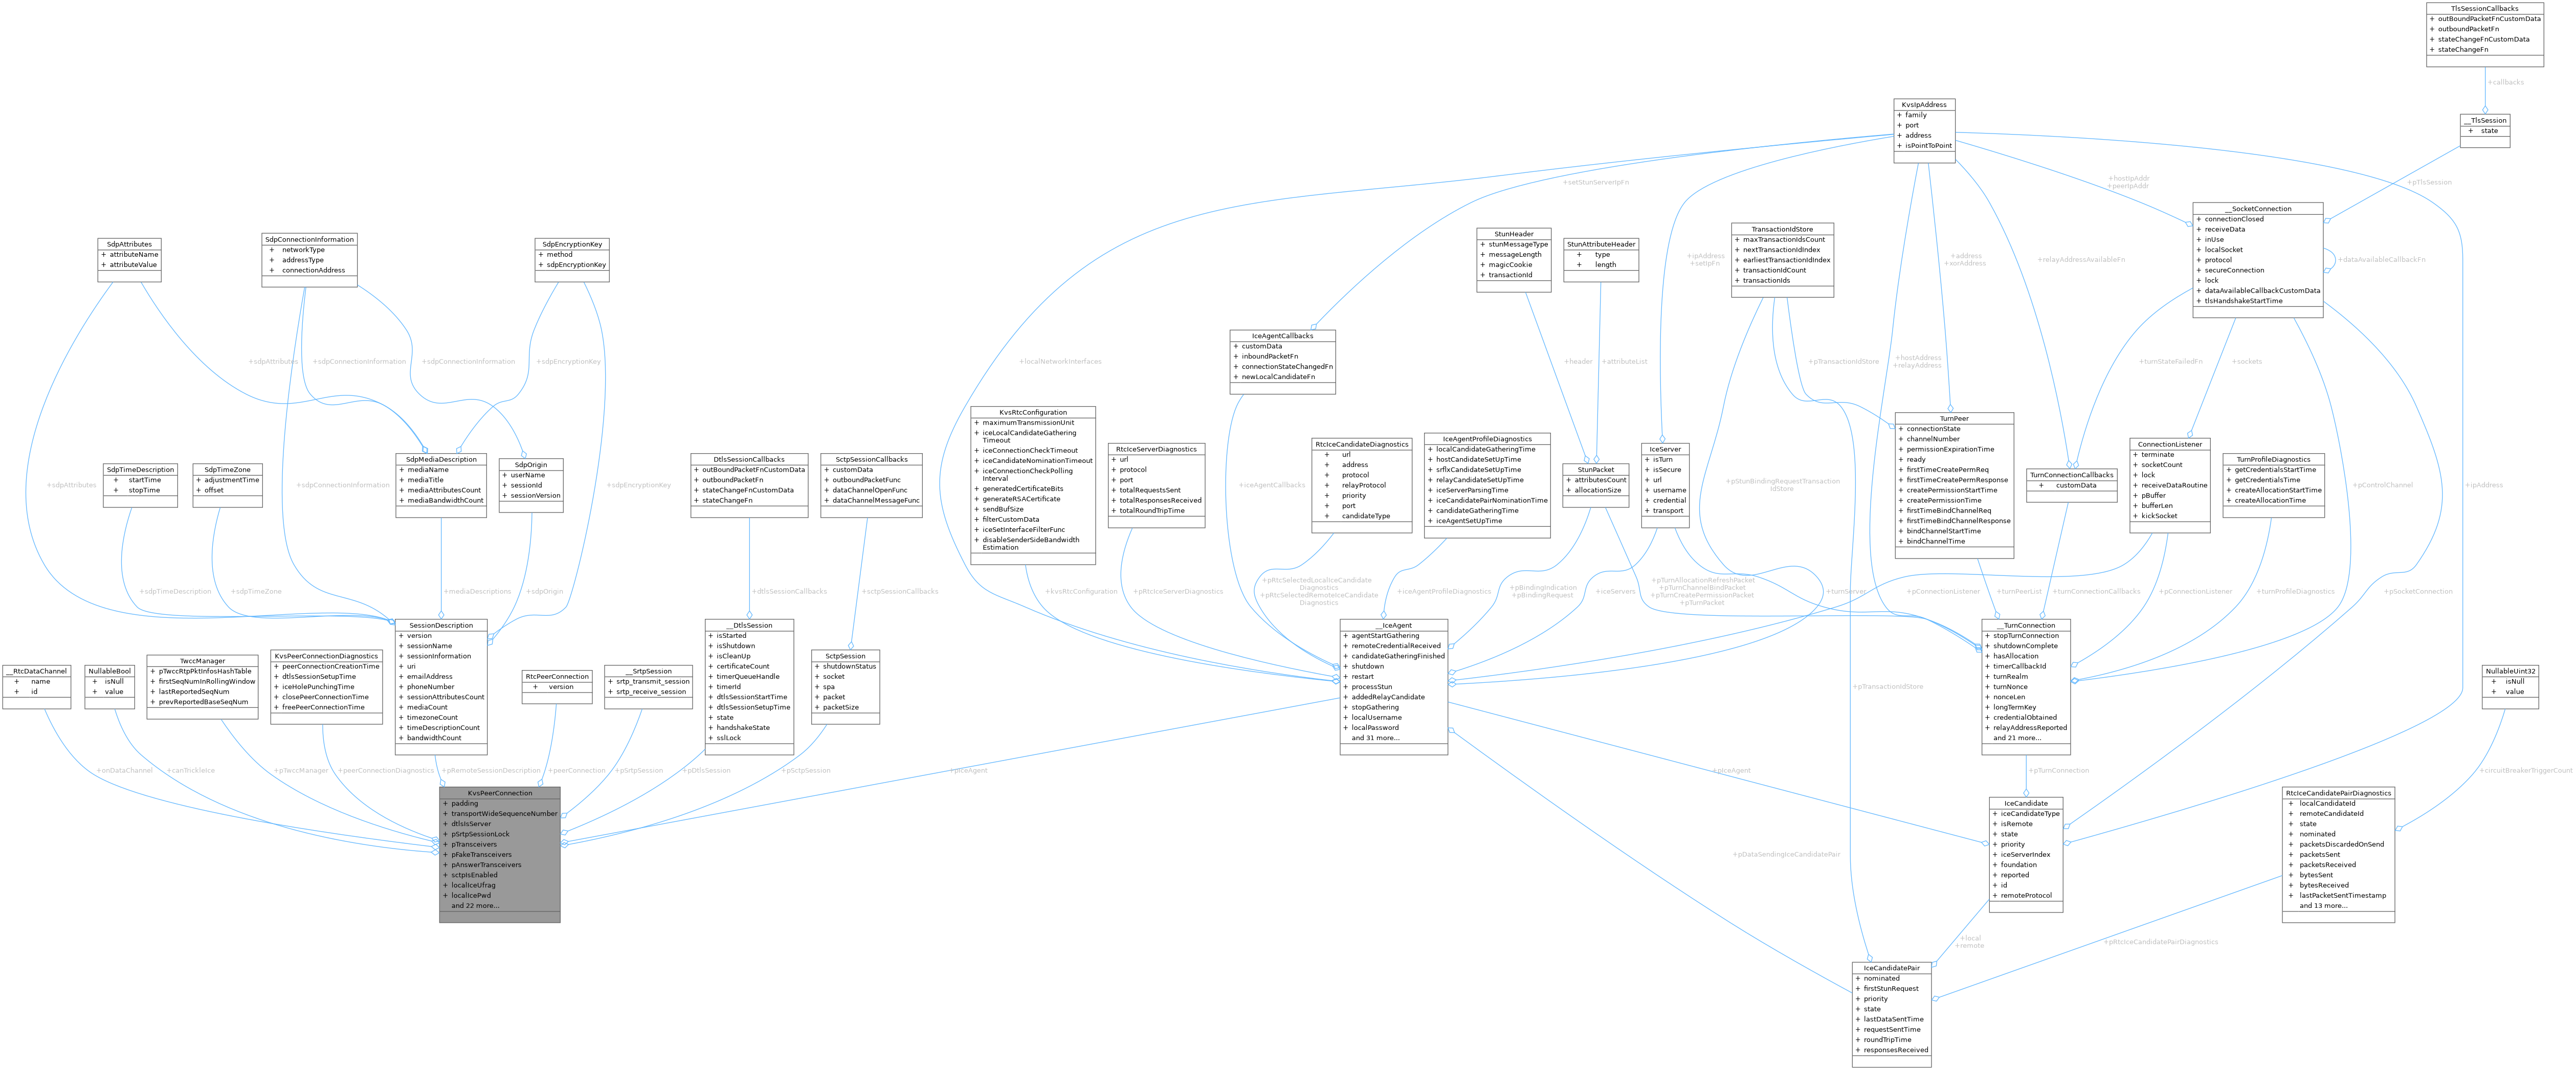 TlsSessionCallbacks
+ outBoundPacketFnCustomData
+ outboundPacketFn
+ stateChangeFnCustomData
+ stateChangeFn
+callbacks
__TlsSession
+ state
+pTlsSession
KvsIpAddress
+ family
+ port
+ address
+ isPointToPoint
+setStunServerIpFn
+hostIpAddr
+peerIpAddr
__SocketConnection
+ connectionClosed
+ receiveData
+ inUse
+ localSocket
+ protocol
+ secureConnection
+ lock
+ dataAvailableCallbackCustomData
+ tlsHandshakeStartTime
+dataAvailableCallbackFn
SdpAttributes
+ attributeName
+ attributeValue
SdpConnectionInformation
+ networkType
+ addressType
+ connectionAddress
SdpEncryptionKey
+ method
+ sdpEncryptionKey
StunHeader
+ stunMessageType
+ messageLength
+ magicCookie
+ transactionId
StunAttributeHeader
+ type
+ length
+ipAddress
+setIpFn
TransactionIdStore
+ maxTransactionIdsCount
+ nextTransactionIdIndex
+ earliestTransactionIdIndex
+ transactionIdCount
+ transactionIds
+address
+xorAddress
+relayAddressAvailableFn
+sdpAttributes
+sdpConnectionInformation
+sdpConnectionInformation
+sdpEncryptionKey
+localNetworkInterfaces
IceAgentCallbacks
+ customData
+ inboundPacketFn
+ connectionStateChangedFn
+ newLocalCandidateFn
+header
+attributeList
+pTransactionIdStore
+hostAddress
+relayAddress
+turnStateFailedFn
+sockets
SdpTimeDescription
+ startTime
+ stopTime
SdpTimeZone
+ adjustmentTime
+ offset
SdpMediaDescription
+ mediaName
+ mediaTitle
+ mediaAttributesCount
+ mediaBandwidthCount
SdpOrigin
+ userName
+ sessionId
+ sessionVersion
DtlsSessionCallbacks
+ outBoundPacketFnCustomData
+ outboundPacketFn
+ stateChangeFnCustomData
+ stateChangeFn
SctpSessionCallbacks
+ customData
+ outboundPacketFunc
+ dataChannelOpenFunc
+ dataChannelMessageFunc
KvsRtcConfiguration
+ maximumTransmissionUnit
+ iceLocalCandidateGathering
Timeout
+ iceConnectionCheckTimeout
+ iceCandidateNominationTimeout
+ iceConnectionCheckPolling
Interval
+ generatedCertificateBits
+ generateRSACertificate
+ sendBufSize
+ filterCustomData
+ iceSetInterfaceFilterFunc
+ disableSenderSideBandwidth
Estimation
RtcIceServerDiagnostics
+ url
+ protocol
+ port
+ totalRequestsSent
+ totalResponsesReceived
+ totalRoundTripTime
RtcIceCandidateDiagnostics
+ url
+ address
+ protocol
+ relayProtocol
+ priority
+ port
+ candidateType
IceAgentProfileDiagnostics
+ localCandidateGatheringTime
+ hostCandidateSetUpTime
+ srflxCandidateSetUpTime
+ relayCandidateSetUpTime
+ iceServerParsingTime
+ iceCandidatePairNominationTime
+ candidateGatheringTime
+ iceAgentSetUpTime
StunPacket
+ attributesCount
+ allocationSize
IceServer
+ isTurn
+ isSecure
+ url
+ username
+ credential
+ transport
TurnPeer
+ connectionState
+ channelNumber
+ permissionExpirationTime
+ ready
+ firstTimeCreatePermReq
+ firstTimeCreatePermResponse
+ createPermissionStartTime
+ createPermissionTime
+ firstTimeBindChannelReq
+ firstTimeBindChannelResponse
+ bindChannelStartTime
+ bindChannelTime
TurnConnectionCallbacks
+ customData
ConnectionListener
+ terminate
+ socketCount
+ lock
+ receiveDataRoutine
+ pBuffer
+ bufferLen
+ kickSocket
TurnProfileDiagnostics
+ getCredentialsStartTime
+ getCredentialsTime
+ createAllocationStartTime
+ createAllocationTime
+sdpAttributes
+sdpConnectionInformation
+sdpEncryptionKey
+iceAgentCallbacks
+pStunBindingRequestTransaction
IdStore
+pControlChannel
+ipAddress
+sdpTimeDescription
+sdpTimeZone
+mediaDescriptions
+sdpOrigin
+dtlsSessionCallbacks
+sctpSessionCallbacks
+kvsRtcConfiguration
+pRtcIceServerDiagnostics
+pRtcSelectedLocalIceCandidate
Diagnostics
+pRtcSelectedRemoteIceCandidate
Diagnostics
+iceAgentProfileDiagnostics
+pBindingIndication
+pBindingRequest
+iceServers
+pTurnAllocationRefreshPacket
+pTurnChannelBindPacket
+pTurnCreatePermissionPacket
+pTurnPacket
+turnServer
+pConnectionListener
+turnPeerList
+turnConnectionCallbacks
+pConnectionListener
+turnProfileDiagnostics
+pSocketConnection
__RtcDataChannel
+ name
+ id
NullableBool
+ isNull
+ value
TwccManager
+ pTwccRtpPktInfosHashTable
+ firstSeqNumInRollingWindow
+ lastReportedSeqNum
+ prevReportedBaseSeqNum
KvsPeerConnectionDiagnostics
+ peerConnectionCreationTime
+ dtlsSessionSetupTime
+ iceHolePunchingTime
+ closePeerConnectionTime
+ freePeerConnectionTime
SessionDescription
+ version
+ sessionName
+ sessionInformation
+ uri
+ emailAddress
+ phoneNumber
+ sessionAttributesCount
+ mediaCount
+ timezoneCount
+ timeDescriptionCount
+ bandwidthCount
RtcPeerConnection
+ version
__SrtpSession
+ srtp_transmit_session
+ srtp_receive_session
__DtlsSession
+ isStarted
+ isShutdown
+ isCleanUp
+ certificateCount
+ timerQueueHandle
+ timerId
+ dtlsSessionStartTime
+ dtlsSessionSetupTime
+ state
+ handshakeState
+ sslLock
SctpSession
+ shutdownStatus
+ socket
+ spa
+ packet
+ packetSize
__IceAgent
+ agentStartGathering
+ remoteCredentialReceived
+ candidateGatheringFinished
+ shutdown
+ restart
+ processStun
+ addedRelayCandidate
+ stopGathering
+ localUsername
+ localPassword
and 31 more...
+pTransactionIdStore
__TurnConnection
+ stopTurnConnection
+ shutdownComplete
+ hasAllocation
+ timerCallbackId
+ turnRealm
+ turnNonce
+ nonceLen
+ longTermKey
+ credentialObtained
+ relayAddressReported
and 21 more...
NullableUint32
+ isNull
+ value
+onDataChannel
+canTrickleIce
+pTwccManager
+peerConnectionDiagnostics
+pRemoteSessionDescription
+peerConnection
+pSrtpSession
+pDtlsSession
+pSctpSession
+pIceAgent
+pIceAgent
+pTurnConnection
+circuitBreakerTriggerCount
KvsPeerConnection
+ padding
+ transportWideSequenceNumber
+ dtlsIsServer
+ pSrtpSessionLock
+ pTransceivers
+ pFakeTransceivers
+ pAnswerTransceivers
+ sctpIsEnabled
+ localIceUfrag
+ localIcePwd
and 22 more...
+pDataSendingIceCandidatePair
IceCandidate
+ iceCandidateType
+ isRemote
+ state
+ priority
+ iceServerIndex
+ foundation
+ reported
+ id
+ remoteProtocol
RtcIceCandidatePairDiagnostics
+ localCandidateId
+ remoteCandidateId
+ state
+ nominated
+ packetsDiscardedOnSend
+ packetsSent
+ packetsReceived
+ bytesSent
+ bytesReceived
+ lastPacketSentTimestamp
and 13 more...
+local
+remote
+pRtcIceCandidatePairDiagnostics
IceCandidatePair
+ nominated
+ firstStunRequest
+ priority
+ state
+ lastDataSentTime
+ requestSentTime
+ roundTripTime
+ responsesReceived